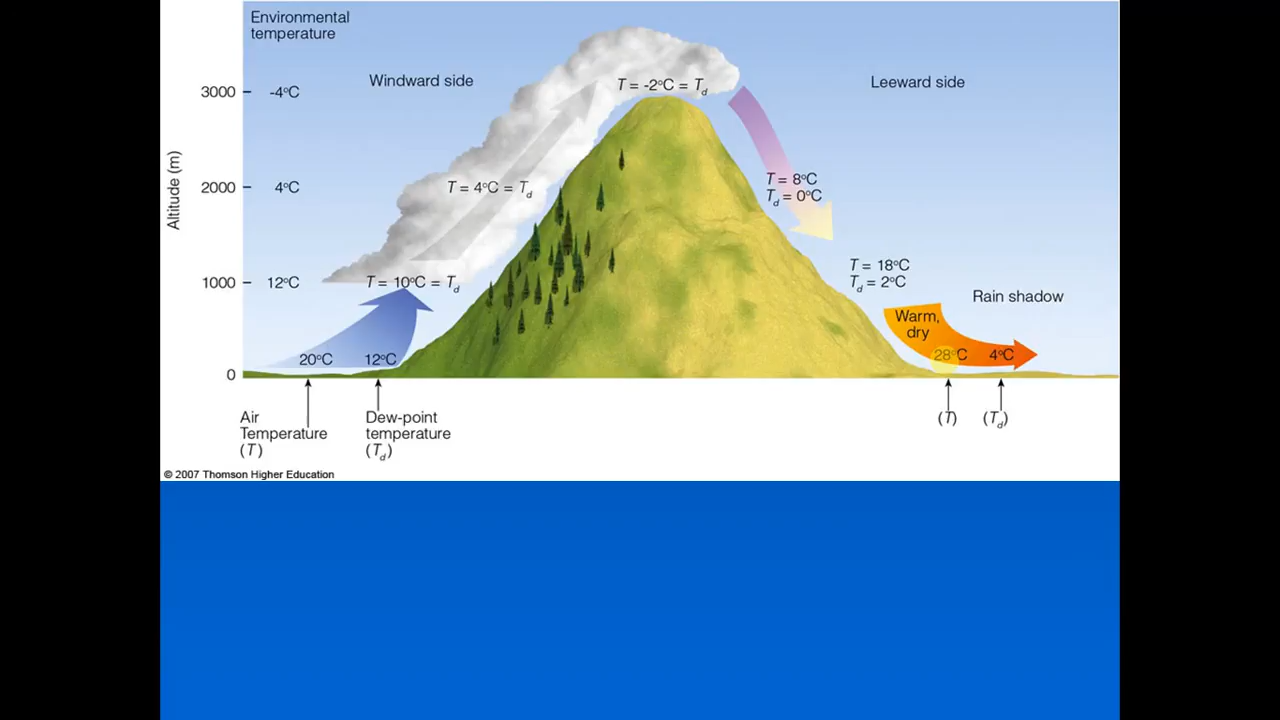 Environmental
temperature
Windward side
Leeward side
3000
-4°C
T = -2°C = Td
2000
4°C
T = 4°C = Td
T = 8°C
Td = 0°C
Altitude (m)
1000
12°C
T = 10°C = Td
T = 18°C
Td = 2°C
Rain shadow
Warm,
dry
0
20°C
12°C
28°C
4°C
Air
Temperature
(T)
Dew-point
temperature
(Td)
(T)
(Td)
© 2007 Thomson Higher Education